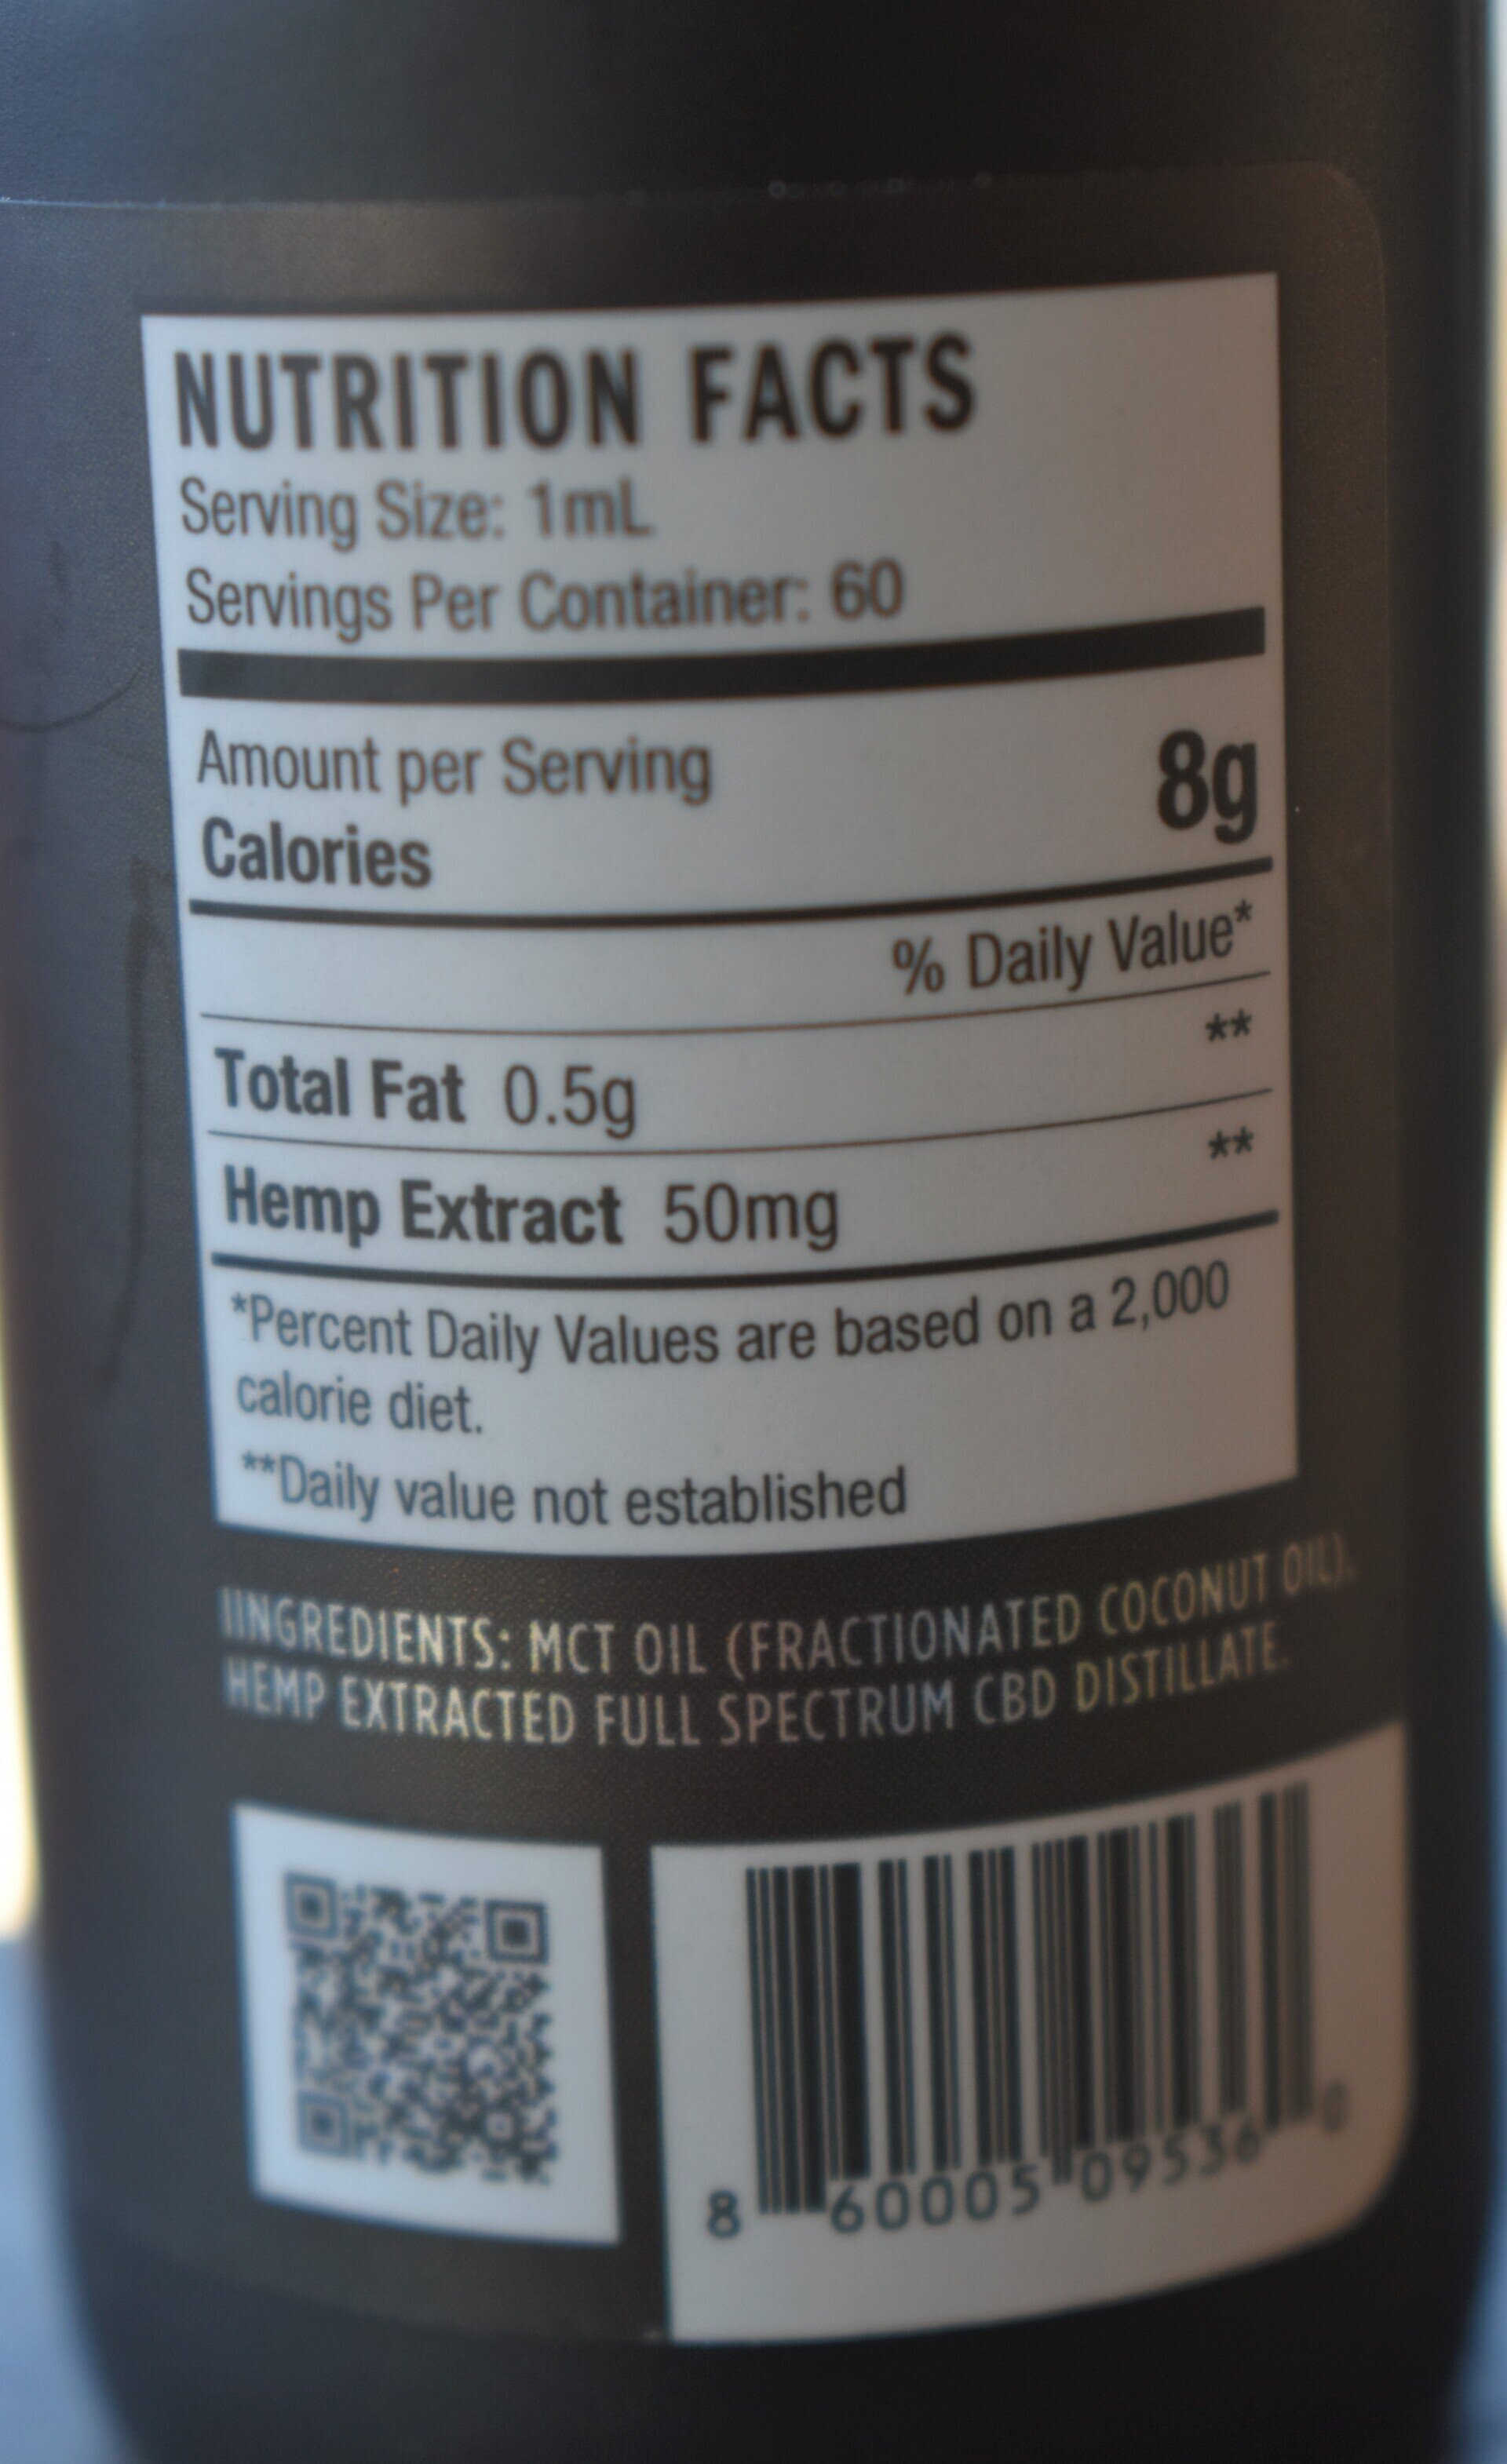 NUTRITION FACTS
Serving Size: 1mL
Servings Per Container: 60
Amount per Serving
8g
Calories
% Daily Value*
Total Fat 0.5g **
Hemp Extract 50mg **
*Percent Daily Values are based on a 2,000
calorie diet.
**Daily value not established
IINGREDIENTS: MCT OIL (FRACTIONATED COCONUT OIL).
HEMP EXTRACTED FULL SPECTRUM CBD DISTILLATE.
8 60005 09536 0